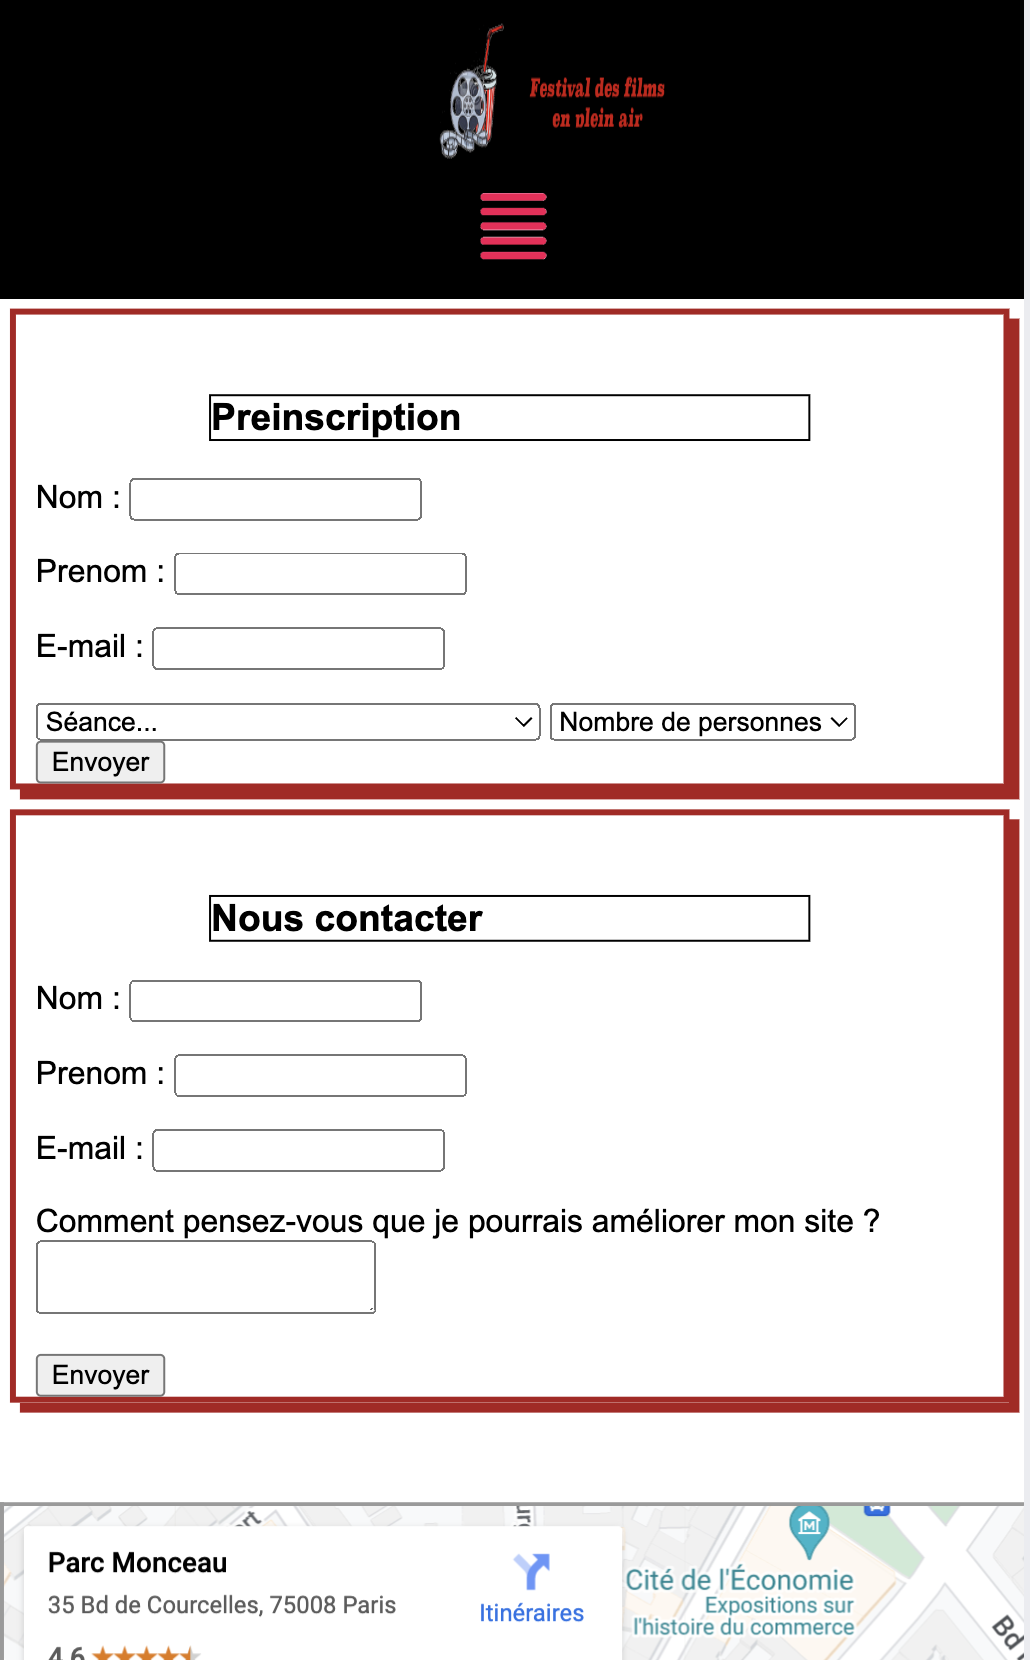 Festival des films
en plein air
Preinscription
Nom :
Prenom :
E-mail :
Séance... Nombre de personnes
Envoyer
Nous contacter
Nom :
Prenom :
E-mail :
Comment pensez-vous que je pourrais améliorer mon site ?
Envoyer
Parc Monceau
35 Bd de Courcelles, 75008 Paris
4,6
Itinéraires
Cité de l'Économie
Expositions sur
l'histoire du commerce
Bd